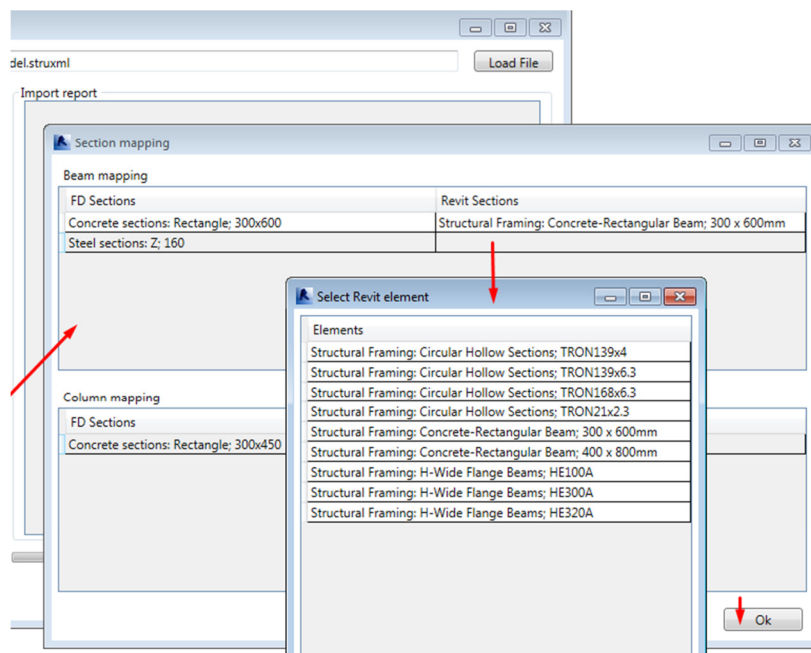 del.struxml
Load File
Import report
Section mapping
Beam mapping
FD Sections Revit Sections
Concrete sections: Rectangle; 300x600 Structural Framing: Concrete-Rectangular Beam; 300 x 600mm
Steel sections: Z; 160
Select Revit element
Elements
Structural Framing: Circular Hollow Sections; TRON139x4
Structural Framing: Circular Hollow Sections; TRON139x6.3
Structural Framing: Circular Hollow Sections; TRON168x6.3
Structural Framing: Circular Hollow Sections; TRON21x2.3
Structural Framing: Concrete-Rectangular Beam; 300 x 600mm
Structural Framing: Concrete-Rectangular Beam; 400 x 800mm
Structural Framing: H-Wide Flange Beams; HE100A
Structural Framing: H-Wide Flange Beams; HE300A
Structural Framing: H-Wide Flange Beams; HE320A
Column mapping
FD Sections
Concrete sections: Rectangle; 300x450
Ok